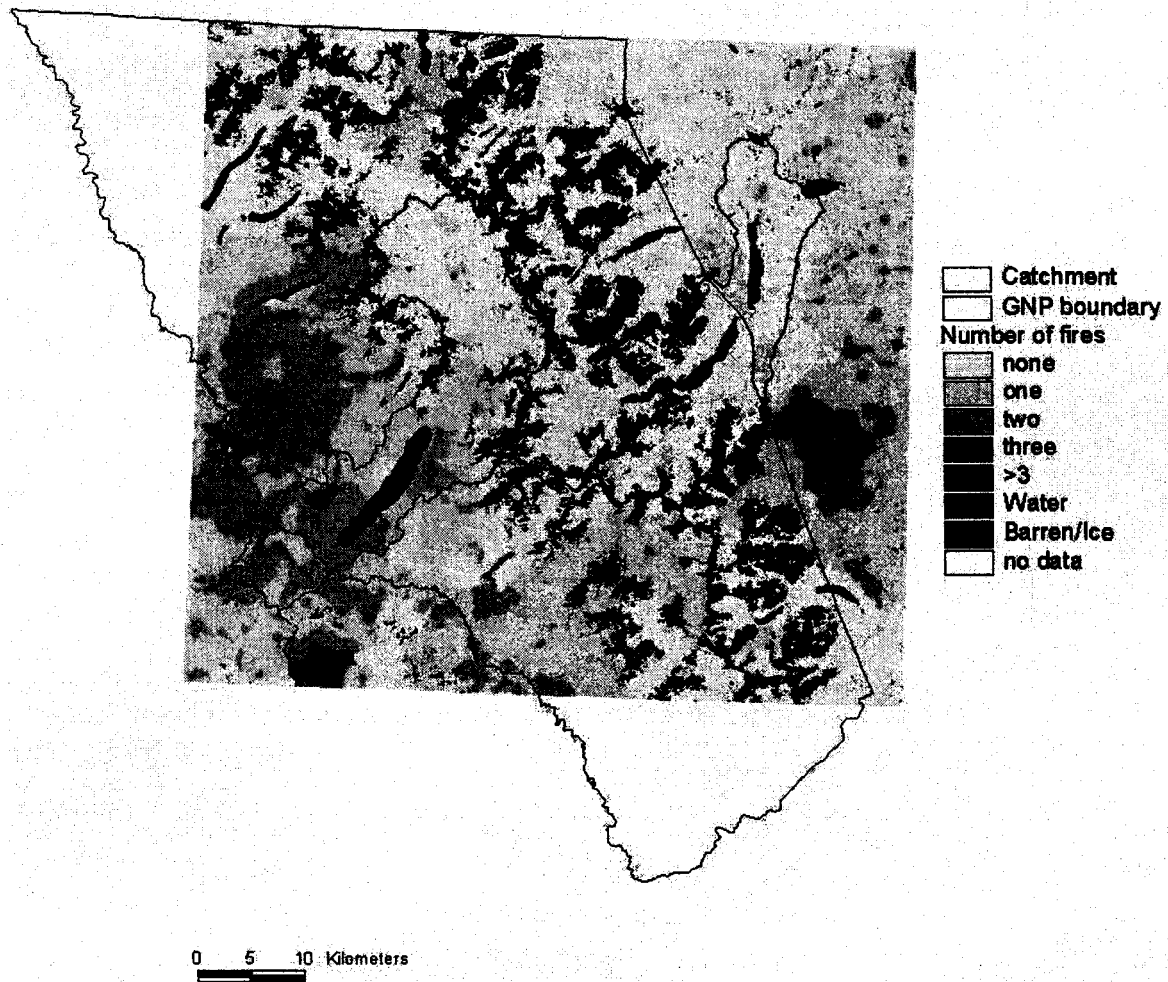 Catchment
GNP boundary
Number of fires
none
one
two
three
>3
Water
Barren/Ice
no data
0 5 10 Kilometers